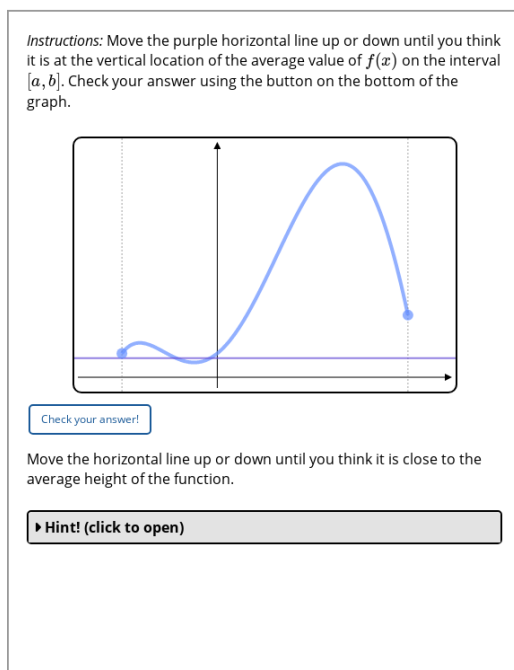 Instructions: Move the purple horizontal line up or down until you think
it is at the vertical location of the average value of f(x) on the interval
[a, b]. Check your answer using the button on the bottom of the
graph.
Check your answer!
Move the horizontal line up or down until you think it is close to the
average height of the function.
Hint! (click to open)